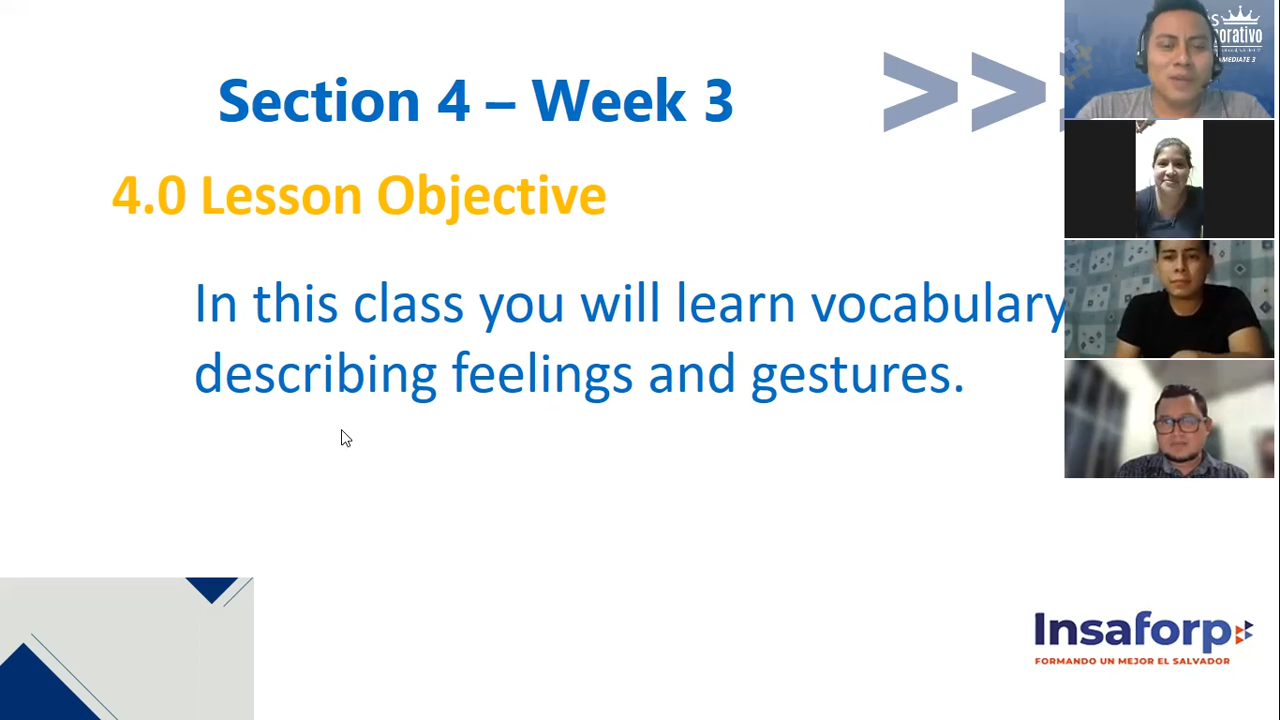 Section 4 – Week 3
>>
4.0 Lesson Objective
In this class you will learn vocabulary
describing feelings and gestures.
Insaforp
FORMANDO UN MEJOR EL SALVADOR